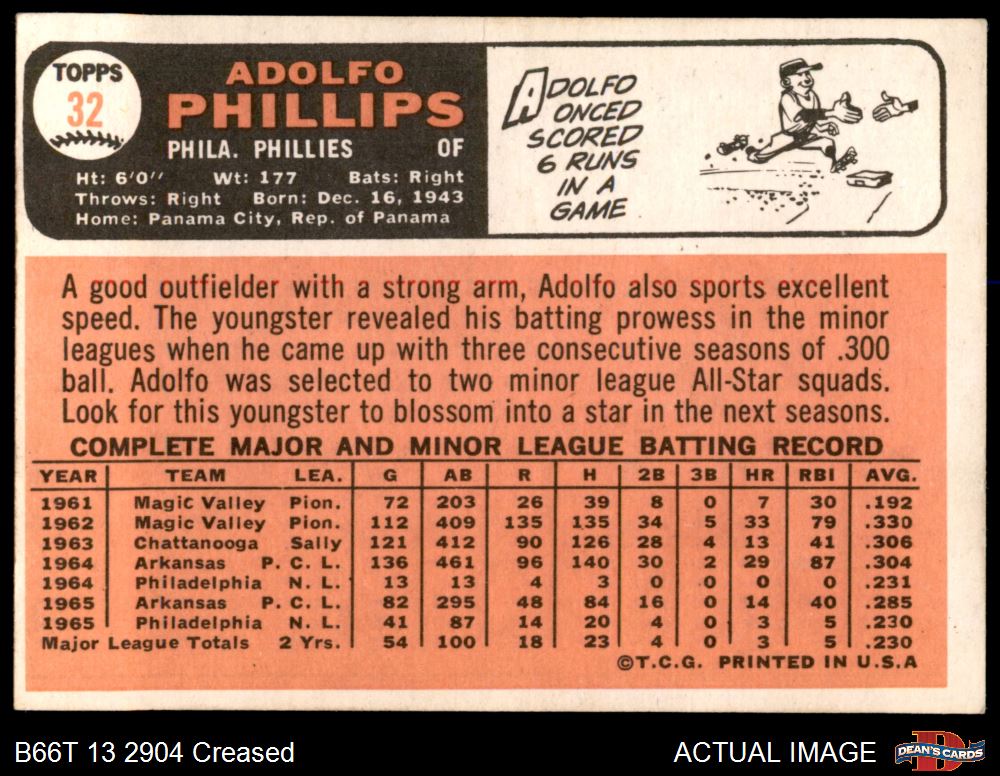 TOPPS
32
ADOLFO
PHILLIPS
PHILA. PHILLIES OF
Ht: 6'0" Wt: 177 Bats: Right
Throws: Right Born: Dec. 16, 1943
Home: Panama City, Rep. of Panama
ADOLFO
ONCED
SCORED
6 RUNS
IN A
GAME
A good outfielder with a strong arm, Adolfo also sports excellent
speed. The youngster revealed his batting prowess in the minor
leagues when he came up with three consecutive seasons of .300
ball. Adolfo was selected to two minor league All-Star squads.
Look for this youngster to blossom into a star in the next seasons.
COMPLETE MAJOR AND MINOR LEAGUE BATTING RECORD
YEAR TEAM LEA. G AB R H 2B 3B HR RBI AVG.
1961 Magic Valley Pion. 72 203 26 39 8 0 7 30 .192
1962 Magic Valley Pion. 112 409 135 135 34 5 33 79 .330
1963 Chattanooga Sally 121 412 90 126 28 4 13 41 .306
1964 Arkansas P. C. L. 136 461 96 140 30 2 29 87 .304
1964 Philadelphia N. L. 13 13 4 3 0 0 0 0 .231
1965 Arkansas P. C. L. 82 295 48 84 16 0 14 40 .285
1965 Philadelphia N. L. 41 87 14 20 4 0 3 5 .230
Major League Totals 2 Yrs. 54 100 18 23 4 0 3 5 .230
©T.C.G. PRINTED IN U.S.A
B66T 13 2904 Creased ACTUAL IMAGE
DEAN'S CARDS